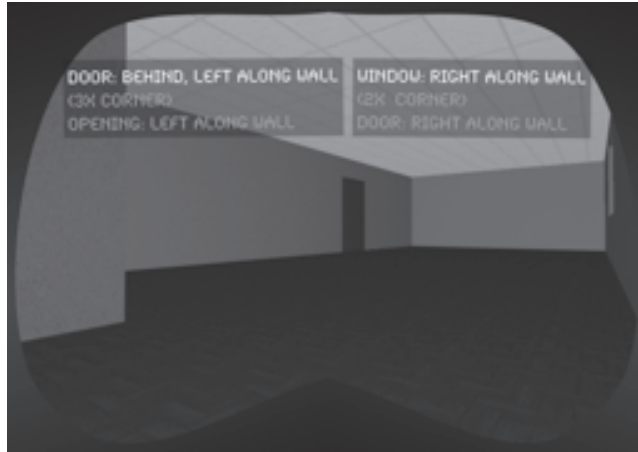 DOOR: BEHIND, LEFT ALONG WALL
(3X CORNER)
OPENING: LEFT ALONG WALL
WINDOW: RIGHT ALONG WALL
(2X CORNER)
DOOR: RIGHT ALONG WALL